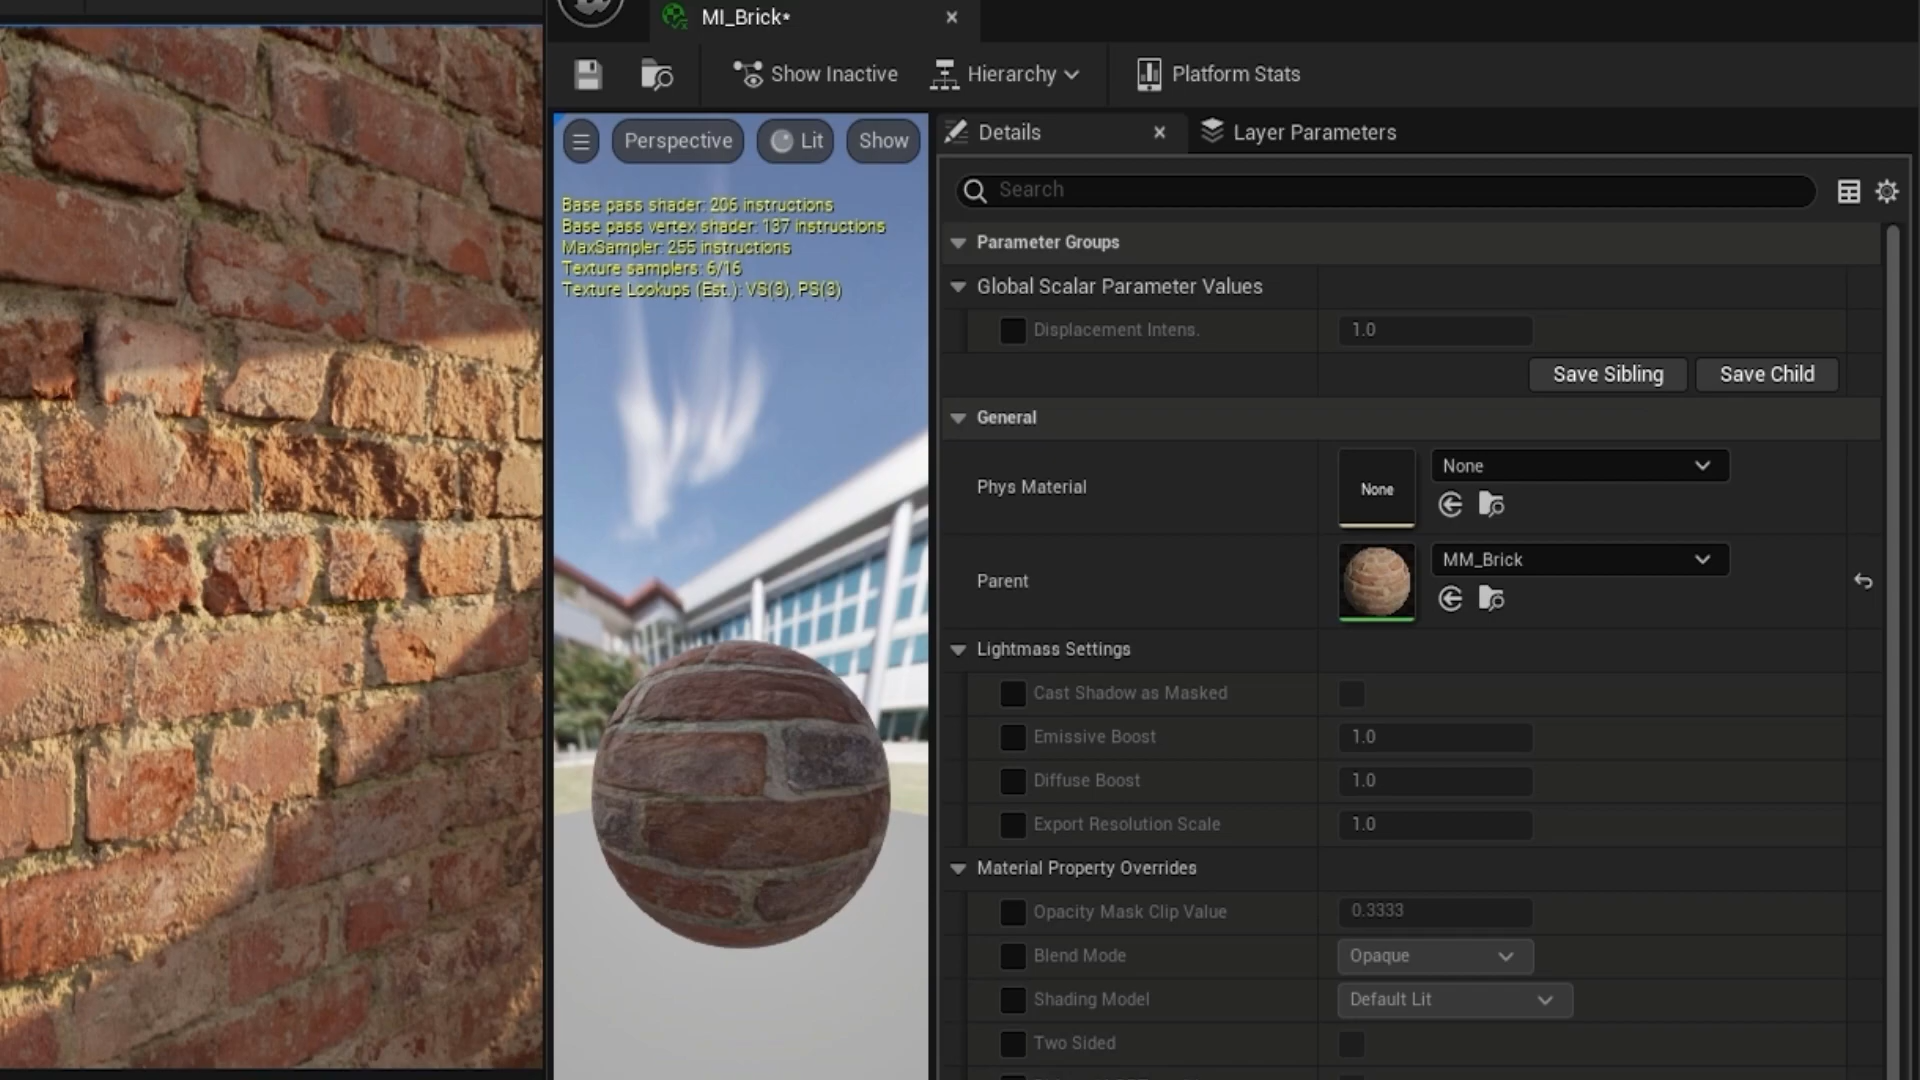 MI_Brick*
Show Inactive
Hierarchy
Platform Stats
Perspective
Lit
Show
Base pass shader: 206 instructions
Base pass vertex shader: 137 instructions
MaxSampler: 255 instructions
Texture samplers: 6/16
Texture Lookups (Est.): VS(3), PS(3)
Details
Layer Parameters
Search
Parameter Groups
Global Scalar Parameter Values
Displacement Intens. 1.0
Save Sibling Save Child
General
Phys Material None None
Parent MM_Brick
Lightmass Settings
Cast Shadow as Masked
Emissive Boost 1.0
Diffuse Boost 1.0
Export Resolution Scale 1.0
Material Property Overrides
Opacity Mask Clip Value 0.3333
Blend Mode Opaque
Shading Model Default Lit
Two Sided